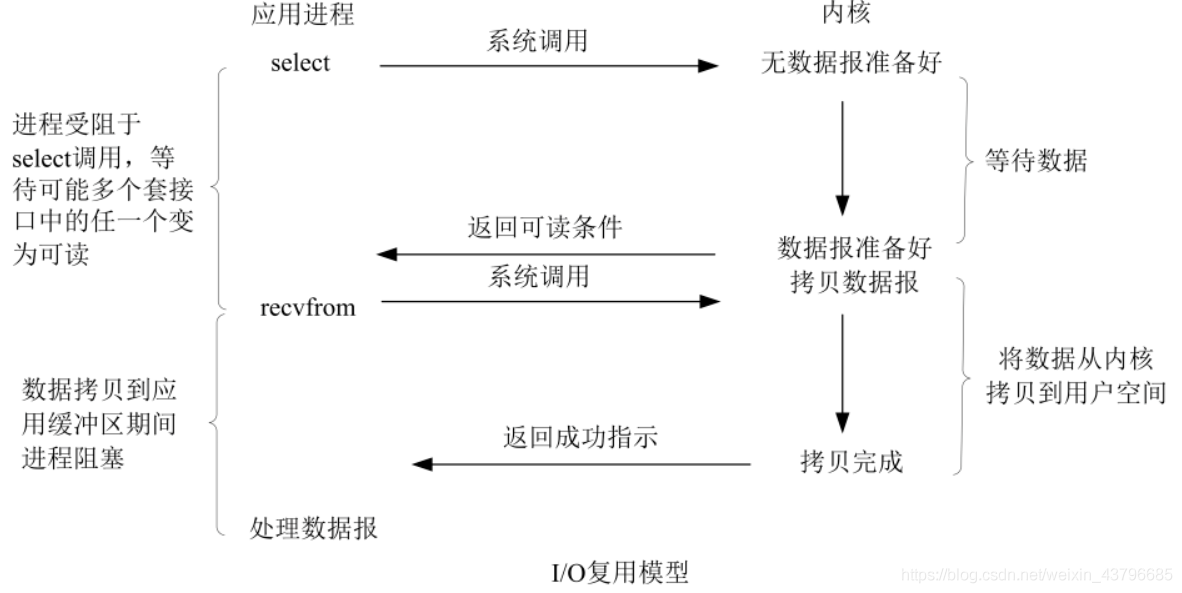 应用进程
内核
系统调用
select
无数据报准备好
进程受阻于
select调用，等
待可能多个套接
口中的任一个变
为可读
等待数据
返回可读条件
数据报准备好
系统调用
拷贝数据报
recvfrom
将数据从内核
拷贝到用户空间
数据拷贝到应
用缓冲区期间
进程阻塞
返回成功指示
拷贝完成
处理数据报
I/O复用模型
https://blog.csdn.net/weixin_43796685